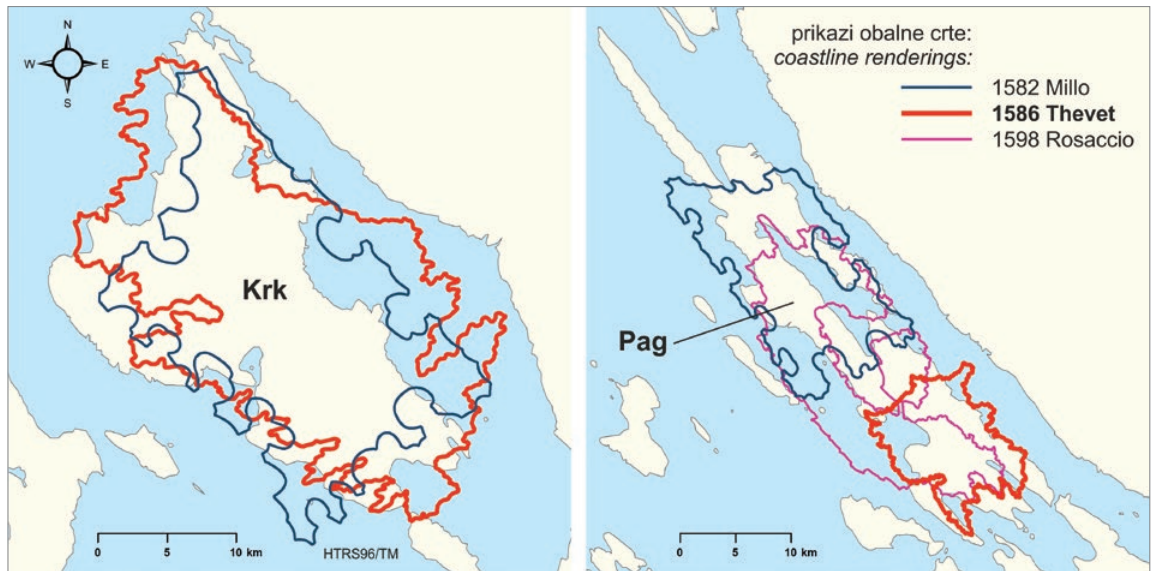 N
W E
S
Krk
0 5 10 km
HTRS96/TM
prikazi obalne crte:
coastline renderings:
1582 Millo
1586 Thevet
1598 Rosaccio
Pag
0 5 10 km